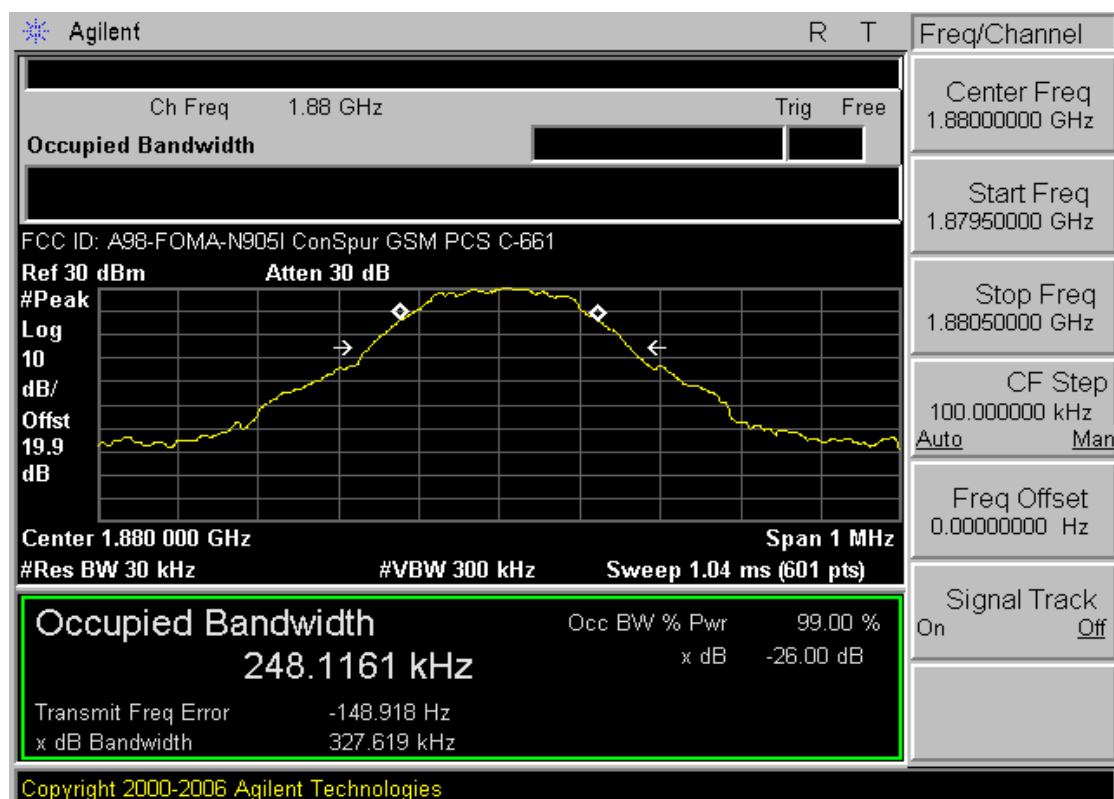 Agilent R T
Ch Freq 1.88 GHz Trig Free
Occupied Bandwidth
FCC ID: A98-FOMA-N905I ConSpur GSM PCS C-661
Ref 30 dBm Atten 30 dB
#Peak
Log
10
dB/
Offst
19.9
dB
Center 1.880 000 GHz Span 1 MHz
#Res BW 30 kHz #VBW 300 kHz Sweep 1.04 ms (601 pts)
Occupied Bandwidth Occ BW % Pwr 99.00 %
248.1161 kHz x dB -26.00 dB
Transmit Freq Error -148.918 Hz
x dB Bandwidth 327.619 kHz
Copyright 2000-2006 Agilent Technologies
Freq/Channel
Center Freq
1.88000000 GHz
Start Freq
1.87950000 GHz
Stop Freq
1.88050000 GHz
CF Step
100.000000 kHz
Auto Man
Freq Offset
0.00000000 Hz
Signal Track
On Off